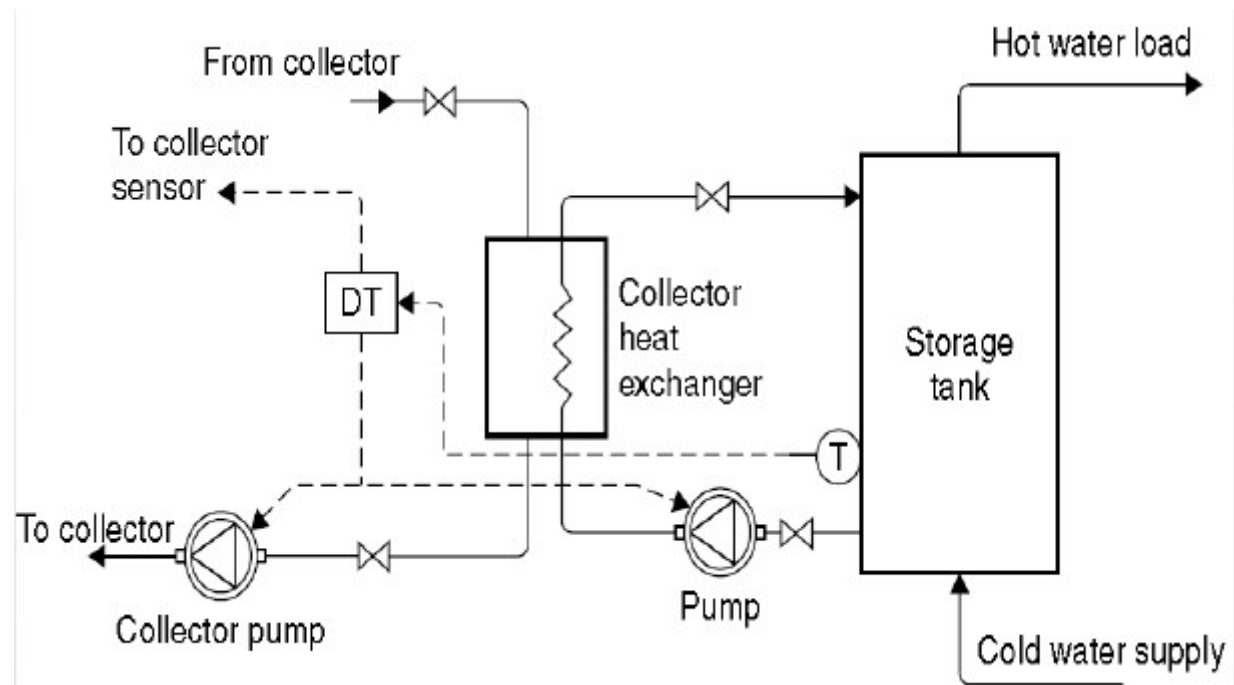 Hot water load
From collector
To collector
sensor
DT
Collector
heat
exchanger
Storage
tank
T
To collector
Pump
Collector pump
Cold water supply